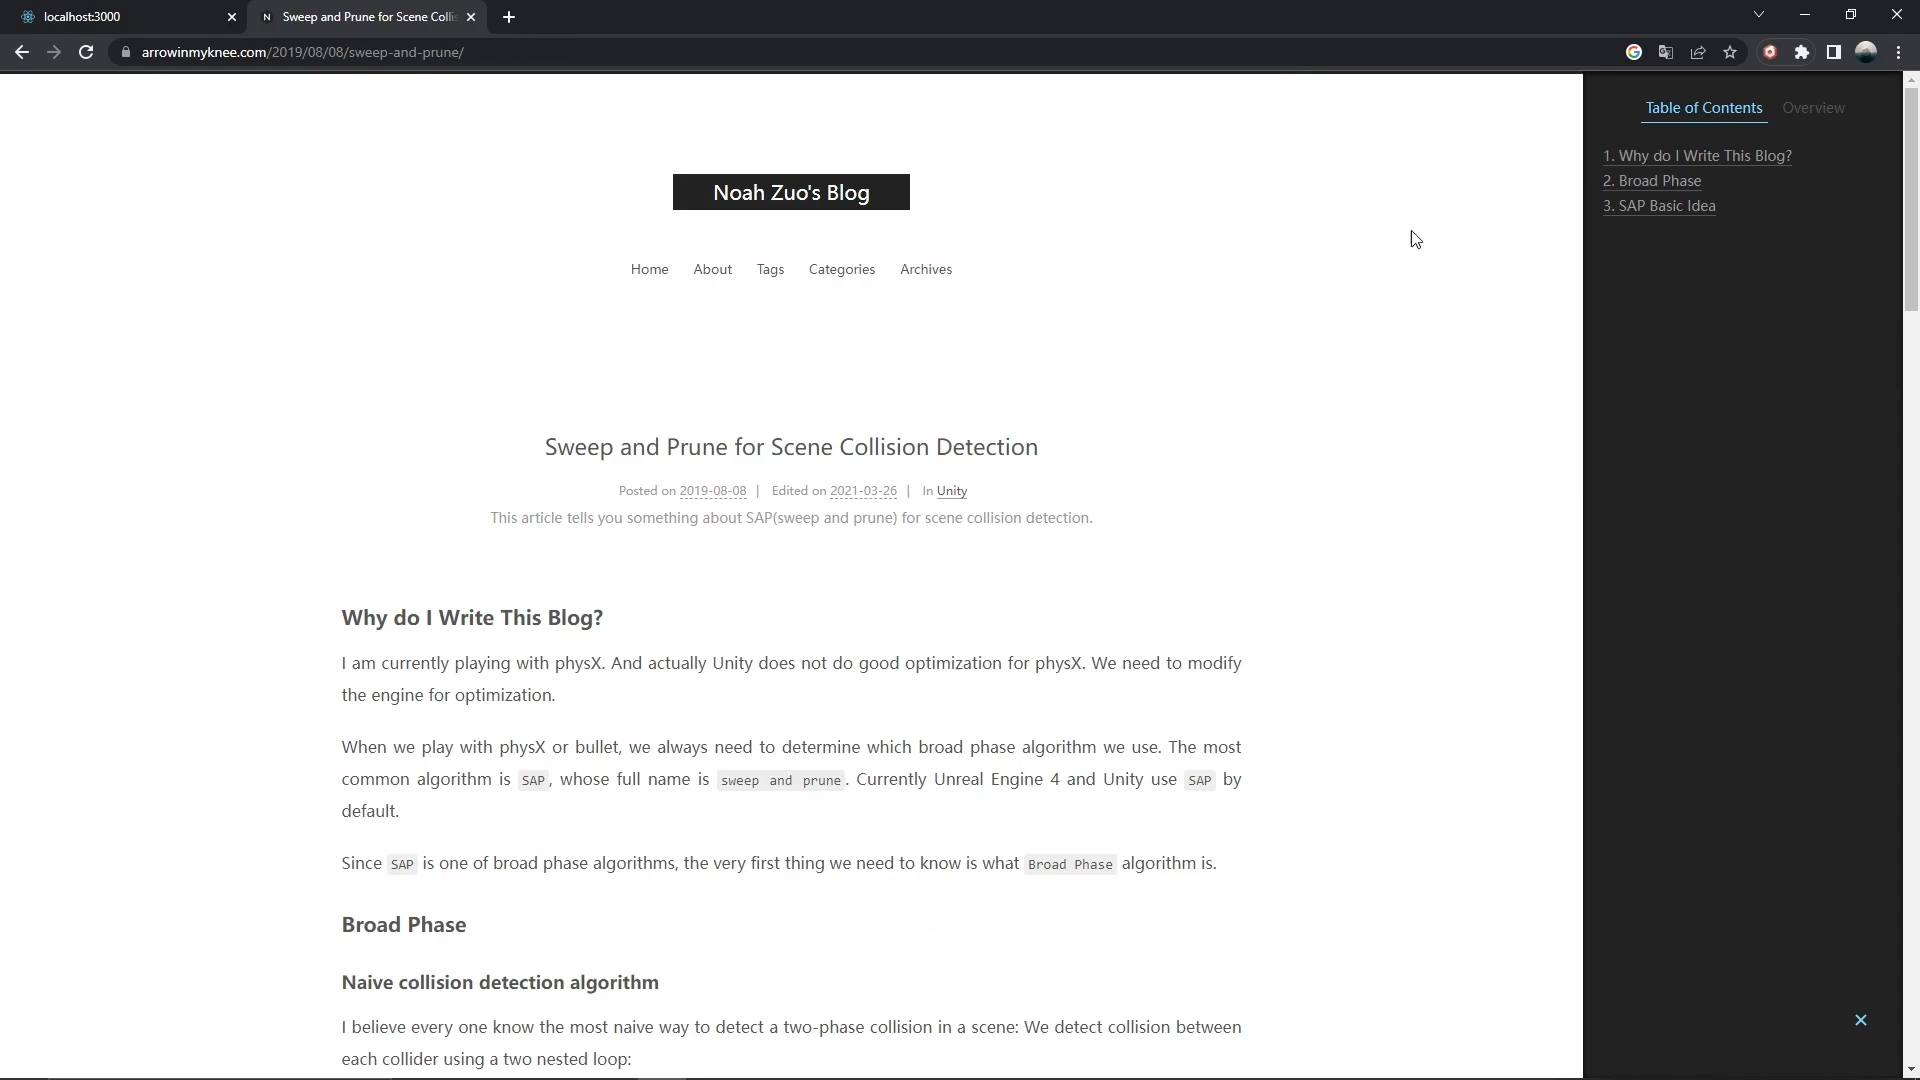 localhost:3000
Sweep and Prune for Scene Collis
arrowinmyknee.com/2019/08/08/sweep-and-prune/
Noah Zuo's Blog
Home About Tags Categories Archives
Sweep and Prune for Scene Collision Detection
Posted on 2019-08-08 | Edited on 2021-03-26 | In Unity
This article tells you something about SAP(sweep and prune) for scene collision detection.
Why do I Write This Blog?
I am currently playing with physX. And actually Unity does not do good optimization for physX. We need to modify
the engine for optimization.
When we play with physX or bullet, we always need to determine which broad phase algorithm we use. The most
common algorithm is SAP, whose full name is sweep and prune. Currently Unreal Engine 4 and Unity use SAP by
default.
Since SAP is one of broad phase algorithms, the very first thing we need to know is what Broad Phase algorithm is.
Broad Phase
Naive collision detection algorithm
I believe every one know the most naive way to detect a two-phase collision in a scene: We detect collision between
each collider using a two nested loop:
Table of Contents Overview
1. Why do I Write This Blog?
2. Broad Phase
3. SAP Basic Idea